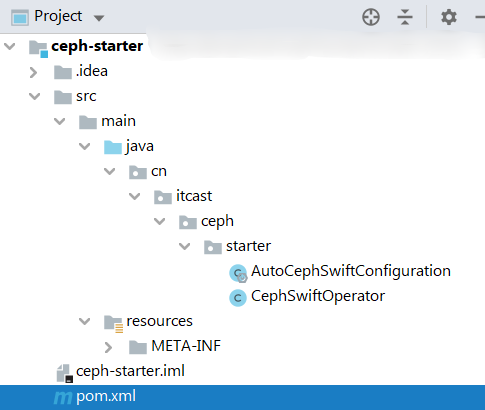 Project
ceph-starter
.idea
src
main
java
cn
itcast
ceph
starter
AutoCephSwiftConfiguration
CephSwiftOperator
resources
META-INF
ceph-starter.iml
pom.xml